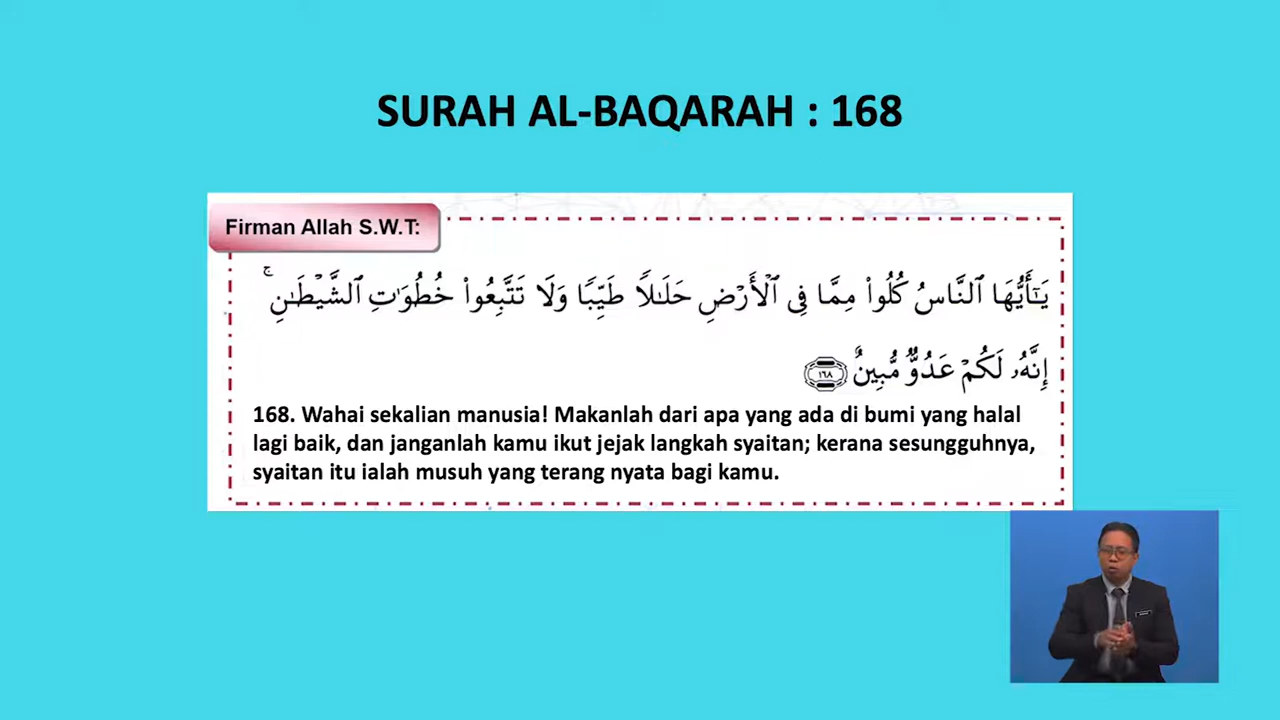 SURAH AL-BAQARAH : 168
Firman Allah S.W.T:
يَـٰٓأَيُّهَا ٱلنَّاسُ كُلُوا۟ مِمَّا فِى ٱلْأَرْضِ حَلَـٰلًا طَيِّبًا وَلَا تَتَّبِعُوا۟ خُطُوَٰتِ ٱلشَّيْطَـٰنِ ۚ
إِنَّهُۥ لَكُمْ عَدُوٌّ مُّبِينٌ ١٦٨
168. Wahai sekalian manusia! Makanlah dari apa yang ada di bumi yang halal
lagi baik, dan janganlah kamu ikut jejak langkah syaitan; kerana sesungguhnya,
syaitan itu ialah musuh yang terang nyata bagi kamu.